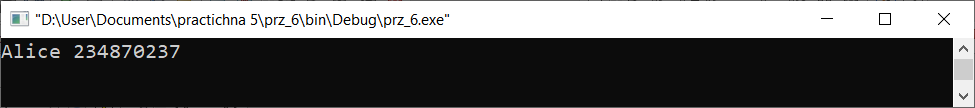 "D:\User\Documents\practichna 5\prz_6\bin\Debug\prz_6.exe"
Alice 234870237